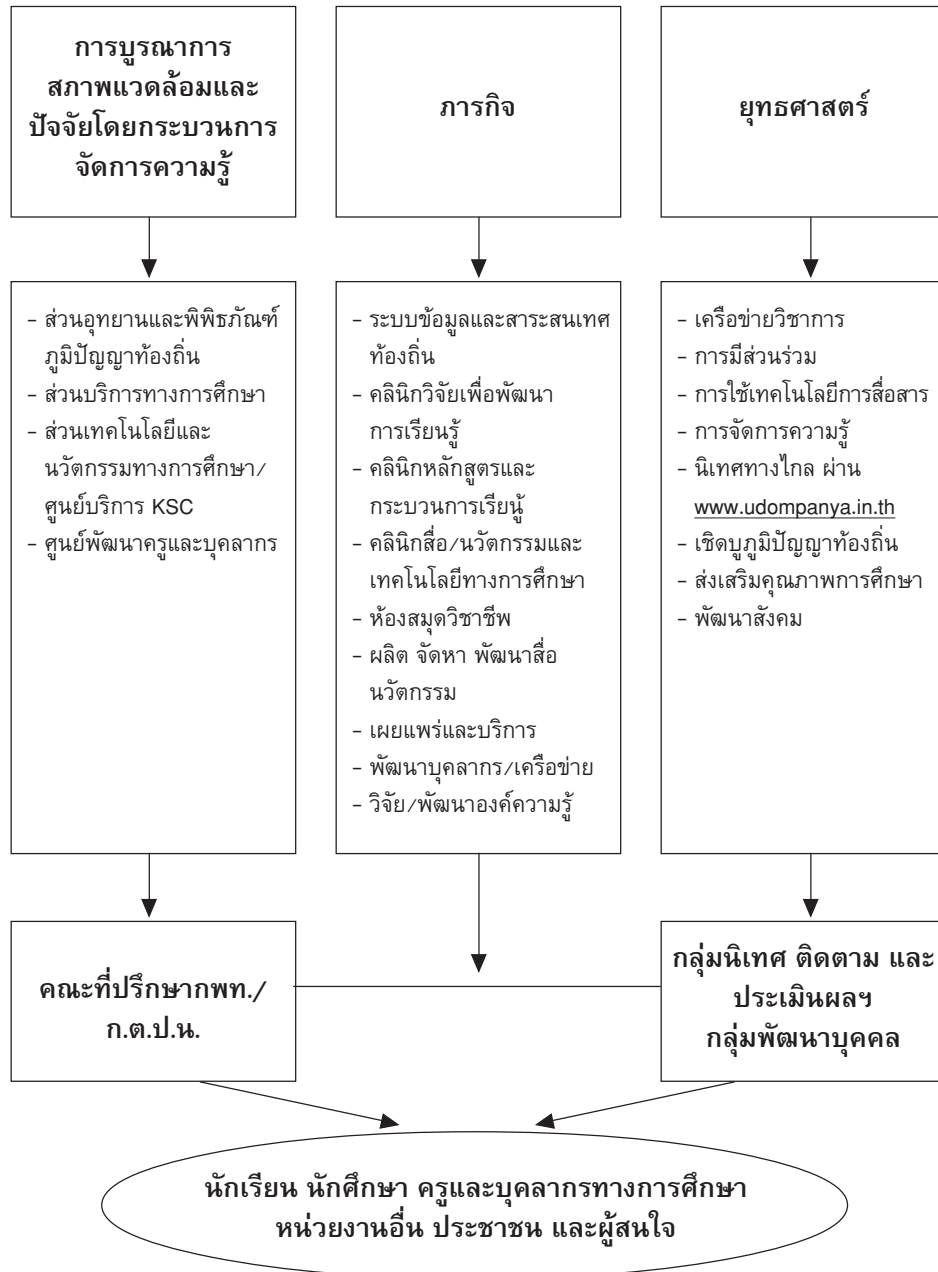 การบูรณาการ
สภาพแวดล้อมและ
ปัจจัยโดยกระบวนการ
จัดการความรู้
ภารกิจ
ยุทธศาสตร์
- ส่วนอุทยานและพิพิธภัณฑ์
ภูมิปัญญาท้องถิ่น
- ส่วนบริการทางการศึกษา
- ส่วนเทคโนโลยีและ
นวัตกรรมทางการศึกษา/
ศูนย์บริการ KSC
- ศูนย์พัฒนาครูและบุคลากร
- ระบบข้อมูลและสาระสนเทศ
ท้องถิ่น
- คลินิกวิจัยเพื่อพัฒนา
การเรียนรู้
- คลินิกหลักสูตรและ
กระบวนการเรียนู้
- คลินิกสื่อ/นวัตกรรมและ
เทคโนโลยีทางการศึกษา
- ห้องสมุดวิชาชีพ
- ผลิต จัดหา พัฒนาสื่อ
นวัตกรรม
- เผยแพร่และบริการ
- พัฒนาบุคลากร/เครือข่าย
- วิจัย/พัฒนาองค์ความรู้
- เครือข่ายวิชาการ
- การมีส่วนร่วม
- การใช้เทคโนโลยีการสื่อสาร
- การจัดการความรู้
- นิเทศทางไกล ผ่าน
www.udompanya.in.th
- เชิดบูภูมิปัญญาท้องถิ่น
- ส่งเสริมคุณภาพการศึกษา
- พัฒนาสังคม
คณะที่ปรึกษากพท./
ก.ต.ป.น.
กลุ่มนิเทศ ติดตาม และ
ประเมินผลฯ
กลุ่มพัฒนาบุคคล
นักเรียน นักศึกษา ครูและบุคลากรทางการศึกษา
หน่วยงานอื่น ประชาชน และผู้สนใจ